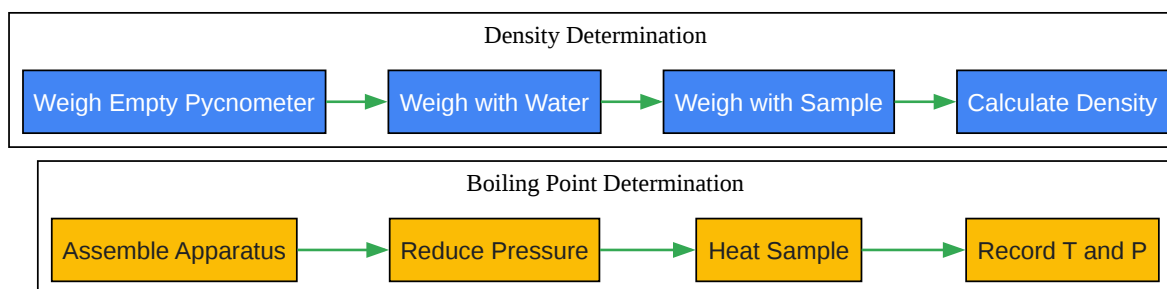 Density Determination
Weigh Empty Pycnometer
Weigh with Water
Weigh with Sample
Calculate Density
Boiling Point Determination
Assemble Apparatus
Reduce Pressure
Heat Sample
Record T and P